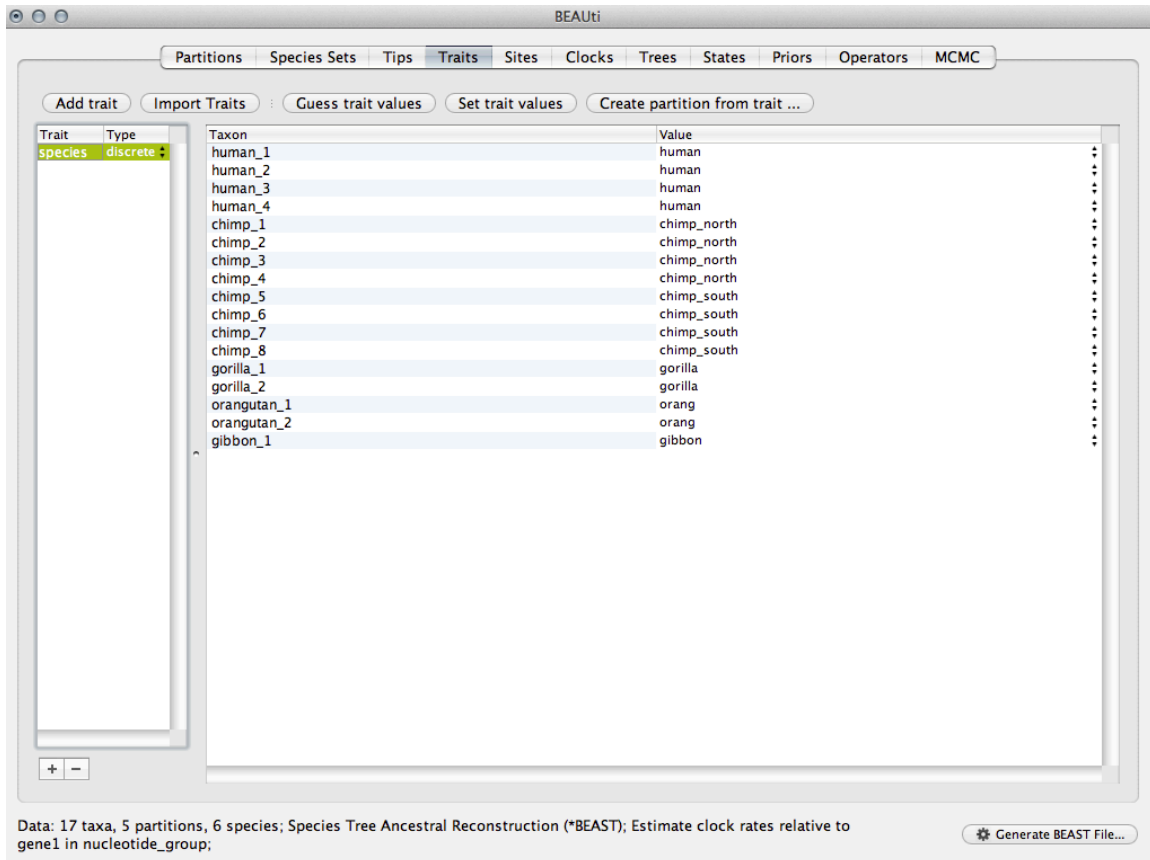 BEAUti
Partitions Species Sets Tips Traits Sites Clocks Trees States Priors Operators MCMC
Add trait Import Traits Guess trait values Set trait values Create partition from trait ...
Trait Type Taxon Value
species discrete human_1 human
human_2 human
human_3 human
human_4 human
chimp_1 chimp_north
chimp_2 chimp_north
chimp_3 chimp_north
chimp_4 chimp_north
chimp_5 chimp_south
chimp_6 chimp_south
chimp_7 chimp_south
chimp_8 chimp_south
gorilla_1 gorilla
gorilla_2 gorilla
orangutan_1 orang
orangutan_2 orang
gibbon_1 gibbon
+ −
Data: 17 taxa, 5 partitions, 6 species; Species Tree Ancestral Reconstruction (*BEAST); Estimate clock rates relative to
gene1 in nucleotide_group;
Generate BEAST File...